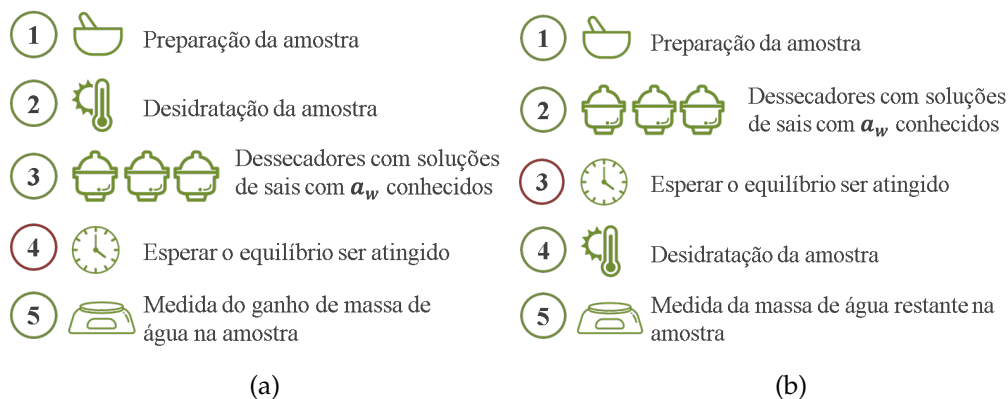 1 Preparação da amostra
2 Desidratação da amostra
3 Dessecadores com soluções
de sais com a_w conhecidos
4 Esperar o equilíbrio ser atingido
5 Medida do ganho de massa de
água na amostra
(a)
1 Preparação da amostra
2 Dessecadores com soluções
de sais com a_w conhecidos
3 Esperar o equilíbrio ser atingido
4 Desidratação da amostra
5 Medida da massa de água restante na
amostra
(b)